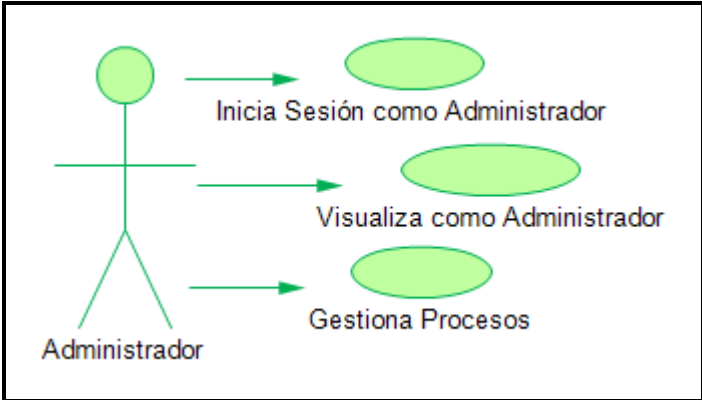 Inicia Sesión como Administrador
Visualiza como Administrador
Gestiona Procesos
Administrador